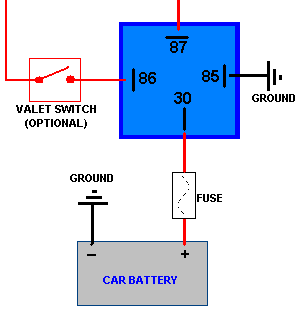 87
86
85
30
VALET SWITCH
(OPTIONAL)
GROUND
GROUND
FUSE
− +
CAR BATTERY